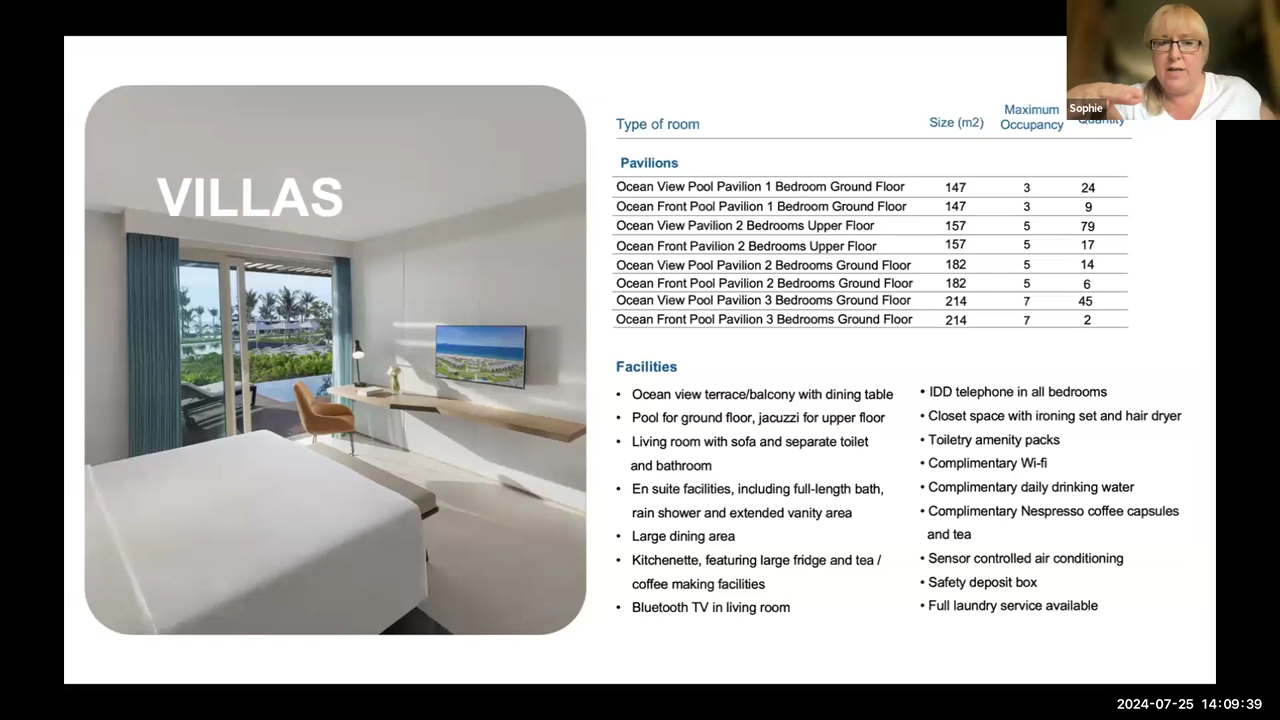 Sophie
VILLAS
Type of room Size (m2) Maximum Occupancy Quantity
Pavilions
Ocean View Pool Pavilion 1 Bedroom Ground Floor 147 3 24
Ocean Front Pool Pavilion 1 Bedroom Ground Floor 147 3 9
Ocean View Pavilion 2 Bedrooms Upper Floor 157 5 79
Ocean Front Pavilion 2 Bedrooms Upper Floor 157 5 17
Ocean View Pool Pavilion 2 Bedrooms Ground Floor 182 5 14
Ocean Front Pool Pavilion 2 Bedrooms Ground Floor 182 5 6
Ocean View Pool Pavilion 3 Bedrooms Ground Floor 214 7 45
Ocean Front Pool Pavilion 3 Bedrooms Ground Floor 214 7 2
Facilities
• Ocean view terrace/balcony with dining table
• Pool for ground floor, jacuzzi for upper floor
• Living room with sofa and separate toilet
and bathroom
• En suite facilities, including full-length bath,
rain shower and extended vanity area
• Large dining area
• Kitchenette, featuring large fridge and tea /
coffee making facilities
• Bluetooth TV in living room
• IDD telephone in all bedrooms
• Closet space with ironing set and hair dryer
• Toiletry amenity packs
• Complimentary Wi-fi
• Complimentary daily drinking water
• Complimentary Nespresso coffee capsules
and tea
• Sensor controlled air conditioning
• Safety deposit box
• Full laundry service available
2024-07-25 14:09:39